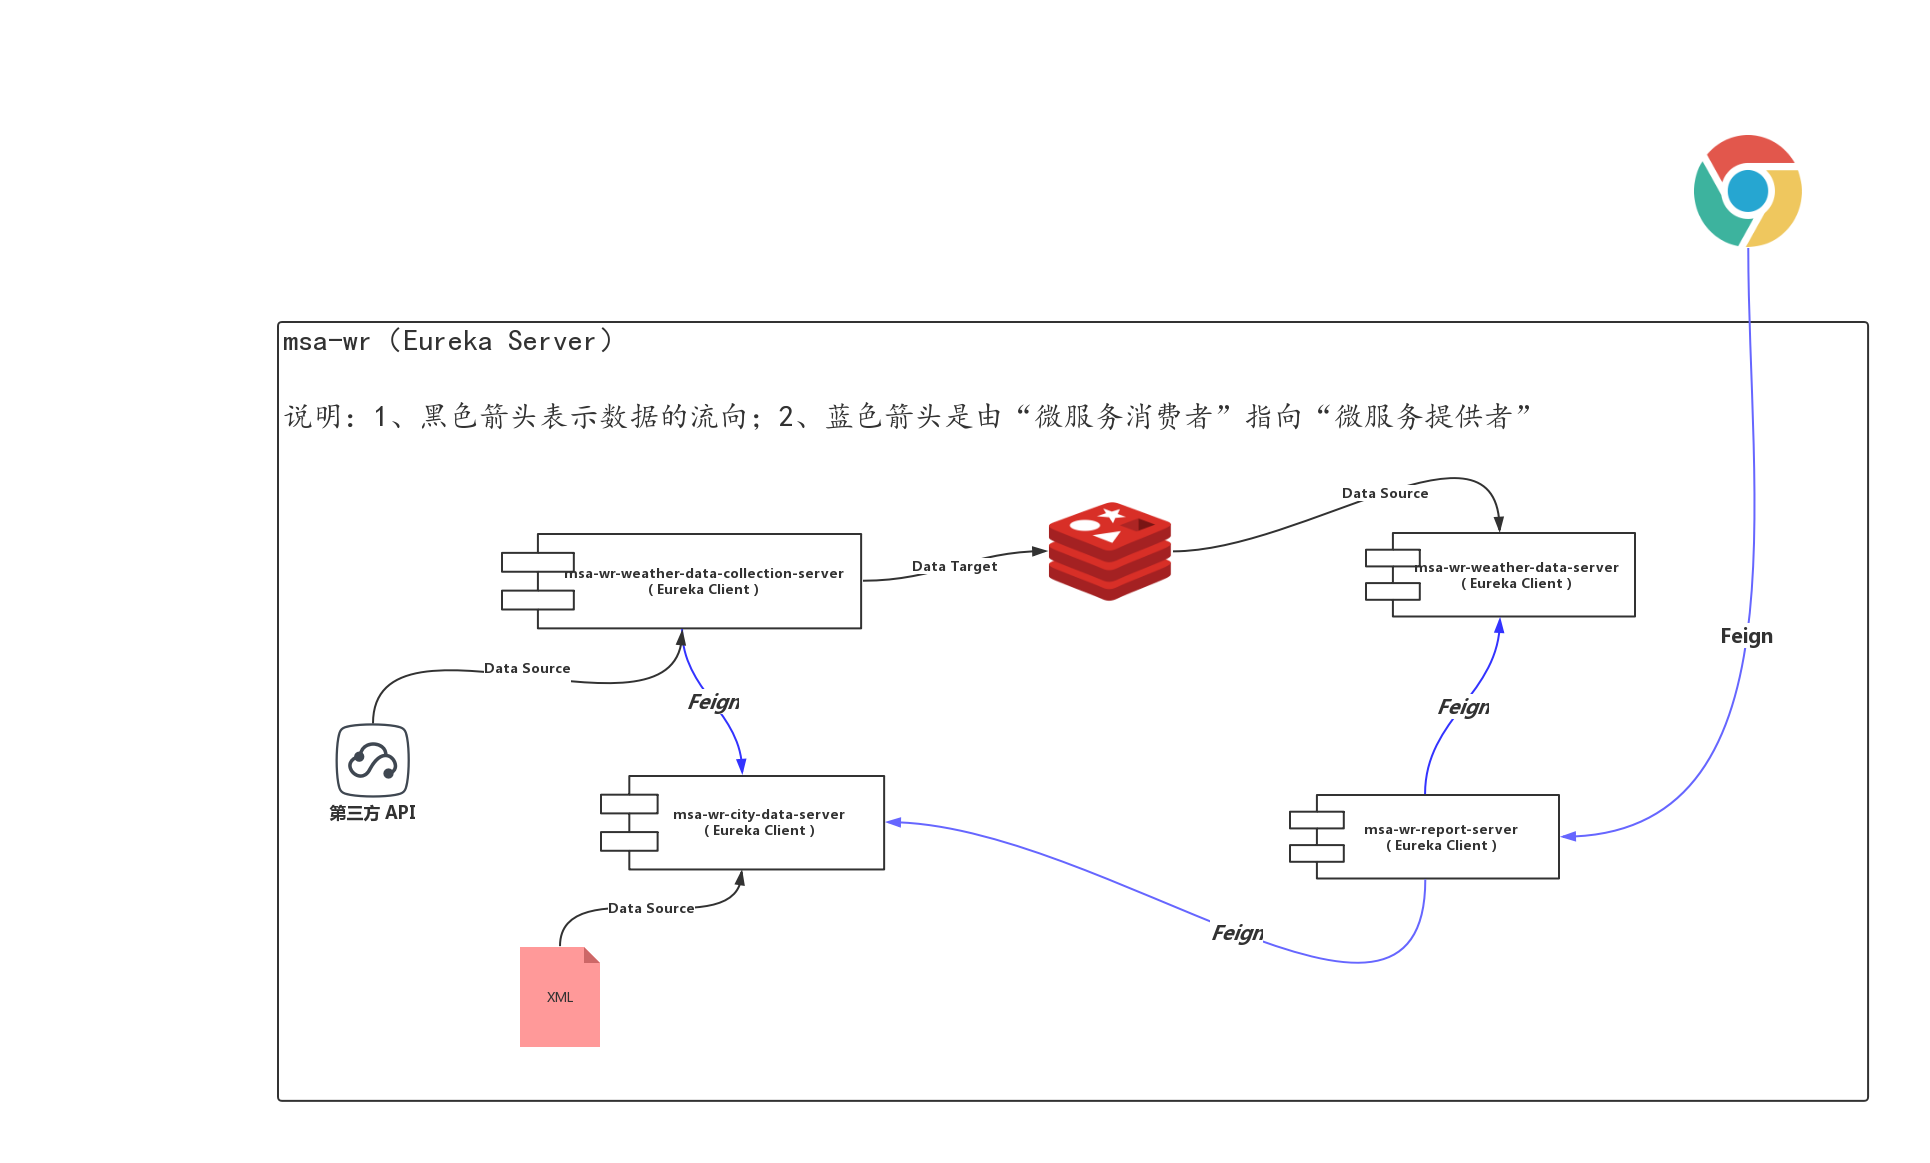 msa-wr（Eureka Server）
说明：1、黑色箭头表示数据的流向；2、蓝色箭头是由“微服务消费者”指向“微服务提供者”
Data Source
msa-wr-weather-data-collection-server
( Eureka Client )
Data Target
msa-wr-weather-data-server
( Eureka Client )
Feign
Data Source
Feign
Feign
第三方 API
msa-wr-city-data-server
( Eureka Client )
msa-wr-report-server
( Eureka Client )
Data Source
Feign
XML